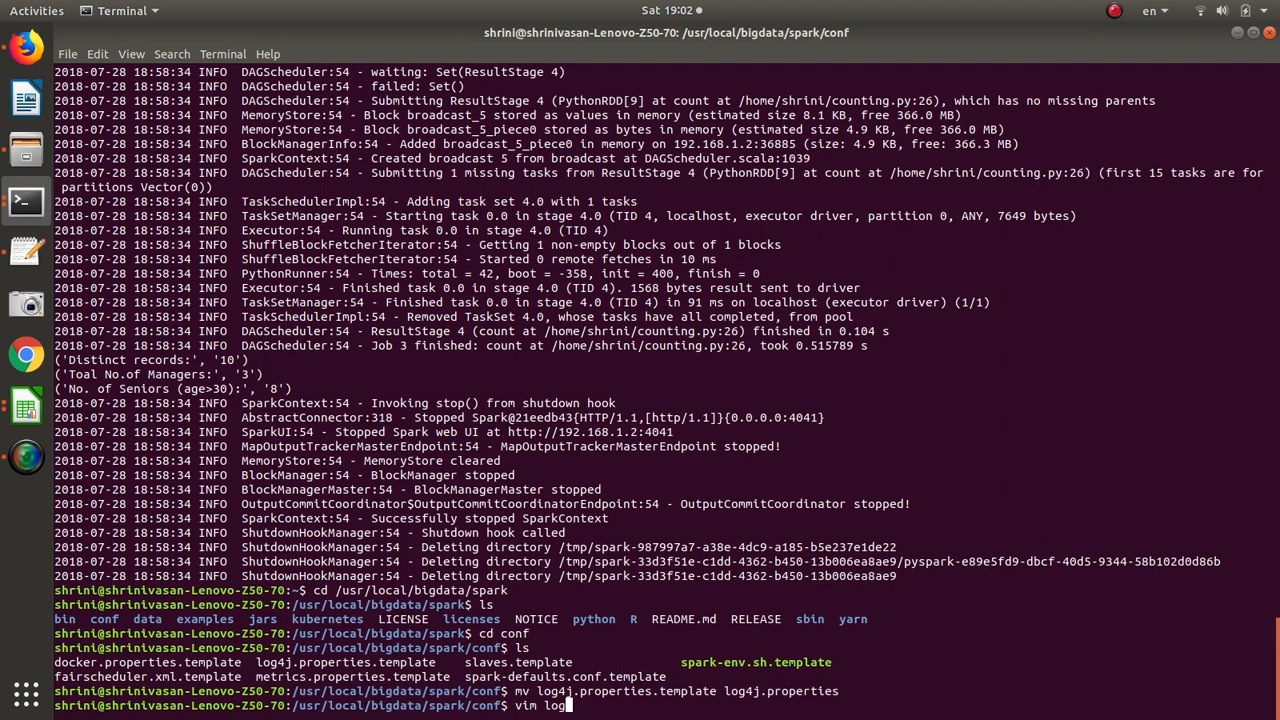 Activities
Terminal
Sat 19:02
en
shrini@shrinivasan-Lenovo-Z50-70: /usr/local/bigdata/spark/conf
File Edit View Search Terminal Help
2018-07-28 18:58:34 INFO  DAGScheduler:54 - waiting: Set(ResultStage 4)
2018-07-28 18:58:34 INFO  DAGScheduler:54 - failed: Set()
2018-07-28 18:58:34 INFO  DAGScheduler:54 - Submitting ResultStage 4 (PythonRDD[9] at count at /home/shrini/counting.py:26), which has no missing parents
2018-07-28 18:58:34 INFO  MemoryStore:54 - Block broadcast_5 stored as values in memory (estimated size 8.1 KB, free 366.0 MB)
2018-07-28 18:58:34 INFO  MemoryStore:54 - Block broadcast_5_piece0 stored as bytes in memory (estimated size 4.9 KB, free 366.0 MB)
2018-07-28 18:58:34 INFO  BlockManagerInfo:54 - Added broadcast_5_piece0 in memory on 192.168.1.2:36885 (size: 4.9 KB, free: 366.3 MB)
2018-07-28 18:58:34 INFO  SparkContext:54 - Created broadcast 5 from broadcast at DAGScheduler.scala:1039
2018-07-28 18:58:34 INFO  DAGScheduler:54 - Submitting 1 missing tasks from ResultStage 4 (PythonRDD[9] at count at /home/shrini/counting.py:26) (first 15 tasks are for
 partitions Vector(0))
2018-07-28 18:58:34 INFO  TaskSchedulerImpl:54 - Adding task set 4.0 with 1 tasks
2018-07-28 18:58:34 INFO  TaskSetManager:54 - Starting task 0.0 in stage 4.0 (TID 4, localhost, executor driver, partition 0, ANY, 7649 bytes)
2018-07-28 18:58:34 INFO  Executor:54 - Running task 0.0 in stage 4.0 (TID 4)
2018-07-28 18:58:34 INFO  ShuffleBlockFetcherIterator:54 - Getting 1 non-empty blocks out of 1 blocks
2018-07-28 18:58:34 INFO  ShuffleBlockFetcherIterator:54 - Started 0 remote fetches in 10 ms
2018-07-28 18:58:34 INFO  PythonRunner:54 - Times: total = 42, boot = -358, init = 400, finish = 0
2018-07-28 18:58:34 INFO  Executor:54 - Finished task 0.0 in stage 4.0 (TID 4). 1568 bytes result sent to driver
2018-07-28 18:58:34 INFO  TaskSetManager:54 - Finished task 0.0 in stage 4.0 (TID 4) in 91 ms on localhost (executor driver) (1/1)
2018-07-28 18:58:34 INFO  TaskSchedulerImpl:54 - Removed TaskSet 4.0, whose tasks have all completed, from pool
2018-07-28 18:58:34 INFO  DAGScheduler:54 - ResultStage 4 (count at /home/shrini/counting.py:26) finished in 0.104 s
2018-07-28 18:58:34 INFO  DAGScheduler:54 - Job 3 finished: count at /home/shrini/counting.py:26, took 0.515789 s
('Distinct records:', '10')
('Toal No.of Managers:', '3')
('No. of Seniors (age>30):', '8')
2018-07-28 18:58:34 INFO  SparkContext:54 - Invoking stop() from shutdown hook
2018-07-28 18:58:34 INFO  AbstractConnector:318 - Stopped Spark@21eedb43{HTTP/1.1,[http/1.1]}{0.0.0.0:4041}
2018-07-28 18:58:34 INFO  SparkUI:54 - Stopped Spark web UI at http://192.168.1.2:4041
2018-07-28 18:58:34 INFO  MapOutputTrackerMasterEndpoint:54 - MapOutputTrackerMasterEndpoint stopped!
2018-07-28 18:58:34 INFO  MemoryStore:54 - MemoryStore cleared
2018-07-28 18:58:34 INFO  BlockManager:54 - BlockManager stopped
2018-07-28 18:58:34 INFO  BlockManagerMaster:54 - BlockManagerMaster stopped
2018-07-28 18:58:34 INFO  OutputCommitCoordinator$OutputCommitCoordinatorEndpoint:54 - OutputCommitCoordinator stopped!
2018-07-28 18:58:34 INFO  SparkContext:54 - Successfully stopped SparkContext
2018-07-28 18:58:34 INFO  ShutdownHookManager:54 - Shutdown hook called
2018-07-28 18:58:34 INFO  ShutdownHookManager:54 - Deleting directory /tmp/spark-987997a7-a38e-4dc9-a185-b5e237e1de22
2018-07-28 18:58:34 INFO  ShutdownHookManager:54 - Deleting directory /tmp/spark-33d3f51e-c1dd-4362-b450-13b006ea8ae9/pyspark-e89e5fd9-dbcf-40d5-9344-58b102d0d86b
2018-07-28 18:58:34 INFO  ShutdownHookManager:54 - Deleting directory /tmp/spark-33d3f51e-c1dd-4362-b450-13b006ea8ae9
shrini@shrinivasan-Lenovo-Z50-70:~$ cd /usr/local/bigdata/spark
shrini@shrinivasan-Lenovo-Z50-70:/usr/local/bigdata/spark$ ls
bin  conf  data  examples  jars  kubernetes  LICENSE  licenses  NOTICE  python  R  README.md  RELEASE  sbin  yarn
shrini@shrinivasan-Lenovo-Z50-70:/usr/local/bigdata/spark$ cd conf
shrini@shrinivasan-Lenovo-Z50-70:/usr/local/bigdata/spark/conf$ ls
docker.properties.template  log4j.properties.template  slaves.template  spark-env.sh.template
fairscheduler.xml.template  metrics.properties.template  spark-defaults.conf.template
shrini@shrinivasan-Lenovo-Z50-70:/usr/local/bigdata/spark/conf$ mv log4j.properties.template log4j.properties
shrini@shrinivasan-Lenovo-Z50-70:/usr/local/bigdata/spark/conf$ vim log